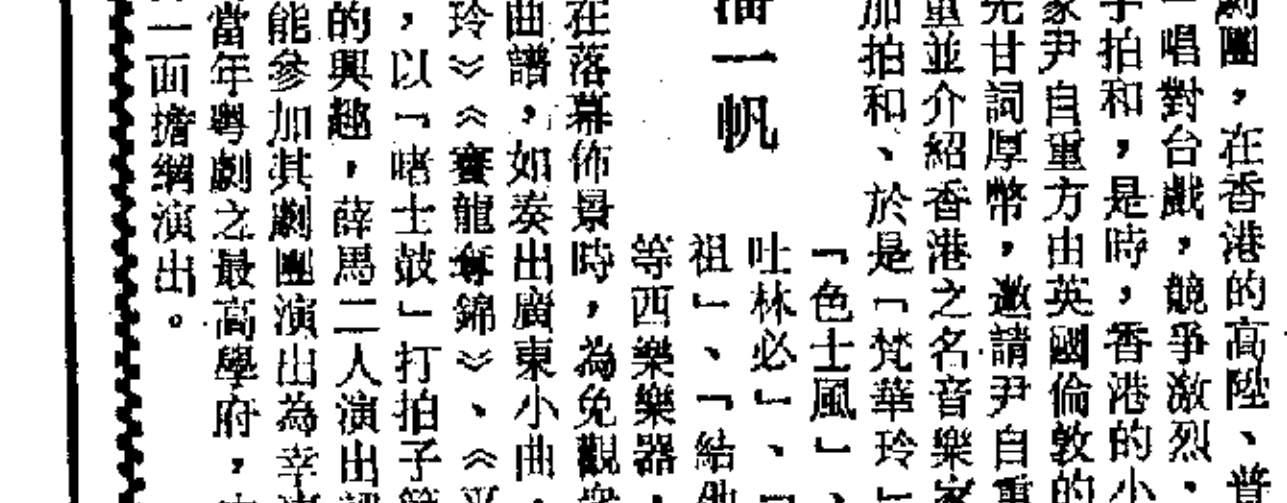 劇團，在香港的高陞、普
唱對台戲，競爭激烈，
手拍和，是時，香港的小
家尹自重方由英國倫敦的
先甘詞厚幣，邀請尹自重
重並介紹香港之名音樂家
加拍和、於是「梵華玲」
「色士風」、
吐林必」、「
祖」、「結他
等西樂樂器，
一帆
在落幕佈景時，為免觀眾
曲譜，如奏出廣東小曲，
玲》《賽龍奪錦》、《平
，以「啫士鼓」打拍子等
的興趣，薛馬二人演出認
能參加其劇團演出為幸
當年粵劇之最高學府，
一面擔綱演出。